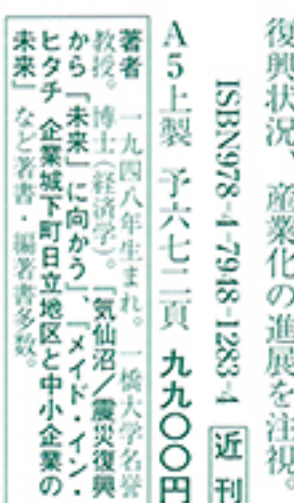 復興状況、産業化の進展を注視。
ISBN978-4-7948-1283-4 近刊
A5上製 予六七二頁 九九〇〇円
著者 一九四八年生まれ。一橋大学名誉
教授。博士（経済学）。『気仙沼／震災復興
から「未来」に向かう』、『メイド・イン・
ヒタチ 企業城下町日立地区と中小企業の
未来』など著書・編著書多数。